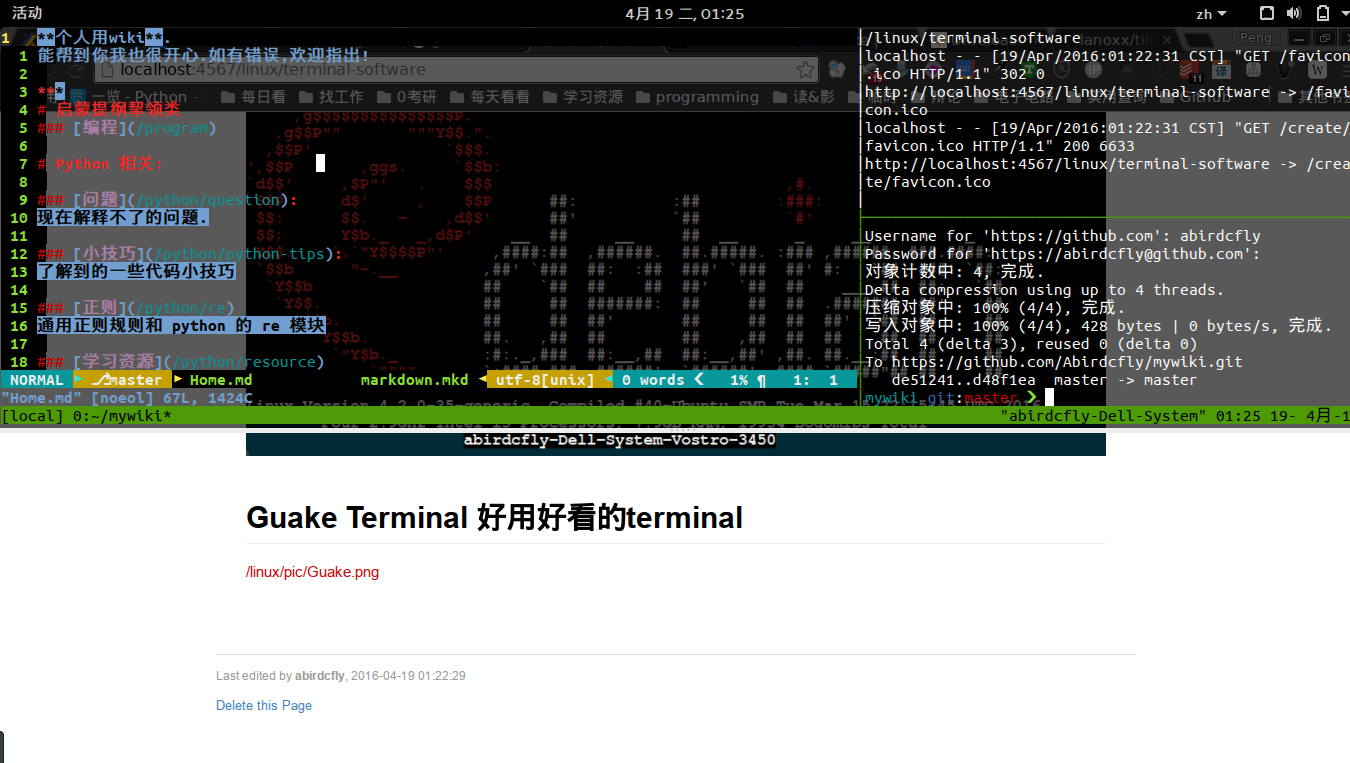 活动
4月 19 二, 01:25
zh
1 **个人用wiki**.
1 能帮到你我也很开心.如有错误,欢迎指出!
2
3 ***
4 # 启蒙提纲挈领类
5 ### [编程](/program)
6
7 # Python 相关:
8
9 ### [问题](/python/question):
10 现在解释不了的问题.
11
12 ### [小技巧](/python/python-tips):
13 了解到的一些代码小技巧
14
15 ### [正则](/python/re)
16 通用正则规则和 python 的 re 模块
17
18 ### [学习资源](/python/resource)
NORMAL master Home.md markdown.mkd utf-8[unix] 0 words 1% ¶ 1: 1
"Home.md" [noeol] 67L, 1424C
/linux/terminal-software
localhost - - [19/Apr/2016:01:22:31 CST] "GET /favicon
.ico HTTP/1.1" 302 0
http://localhost:4567/linux/terminal-software -> /favi
con.ico
localhost - - [19/Apr/2016:01:22:31 CST] "GET /create/
favicon.ico HTTP/1.1" 200 6633
http://localhost:4567/linux/terminal-software -> /crea
te/favicon.ico
Username for 'https://github.com': abirdcfly
Password for 'https://abirdcfly@github.com':
对象计数中: 4, 完成.
Delta compression using up to 4 threads.
压缩对象中: 100% (4/4), 完成.
写入对象中: 100% (4/4), 428 bytes | 0 bytes/s, 完成.
Total 4 (delta 3), reused 0 (delta 0)
To https://github.com/Abirdcfly/mywiki.git
de51241..d48f1ea master -> master
mywiki git:master ❯
[local] 0:~/mywiki* "abirdcfly-Dell-System" 01:25 19- 4月-1
localhost:4567/linux/terminal-software
Peng
一览 - Python - 每日看 找工作 0考研 每天看看 学习资源 programming 读&影
abirdcfly-Dell-System-Vostro-3450
Guake Terminal 好用好看的terminal
/linux/pic/Guake.png
Last edited by abirdcfly, 2016-04-19 01:22:29
Delete this Page